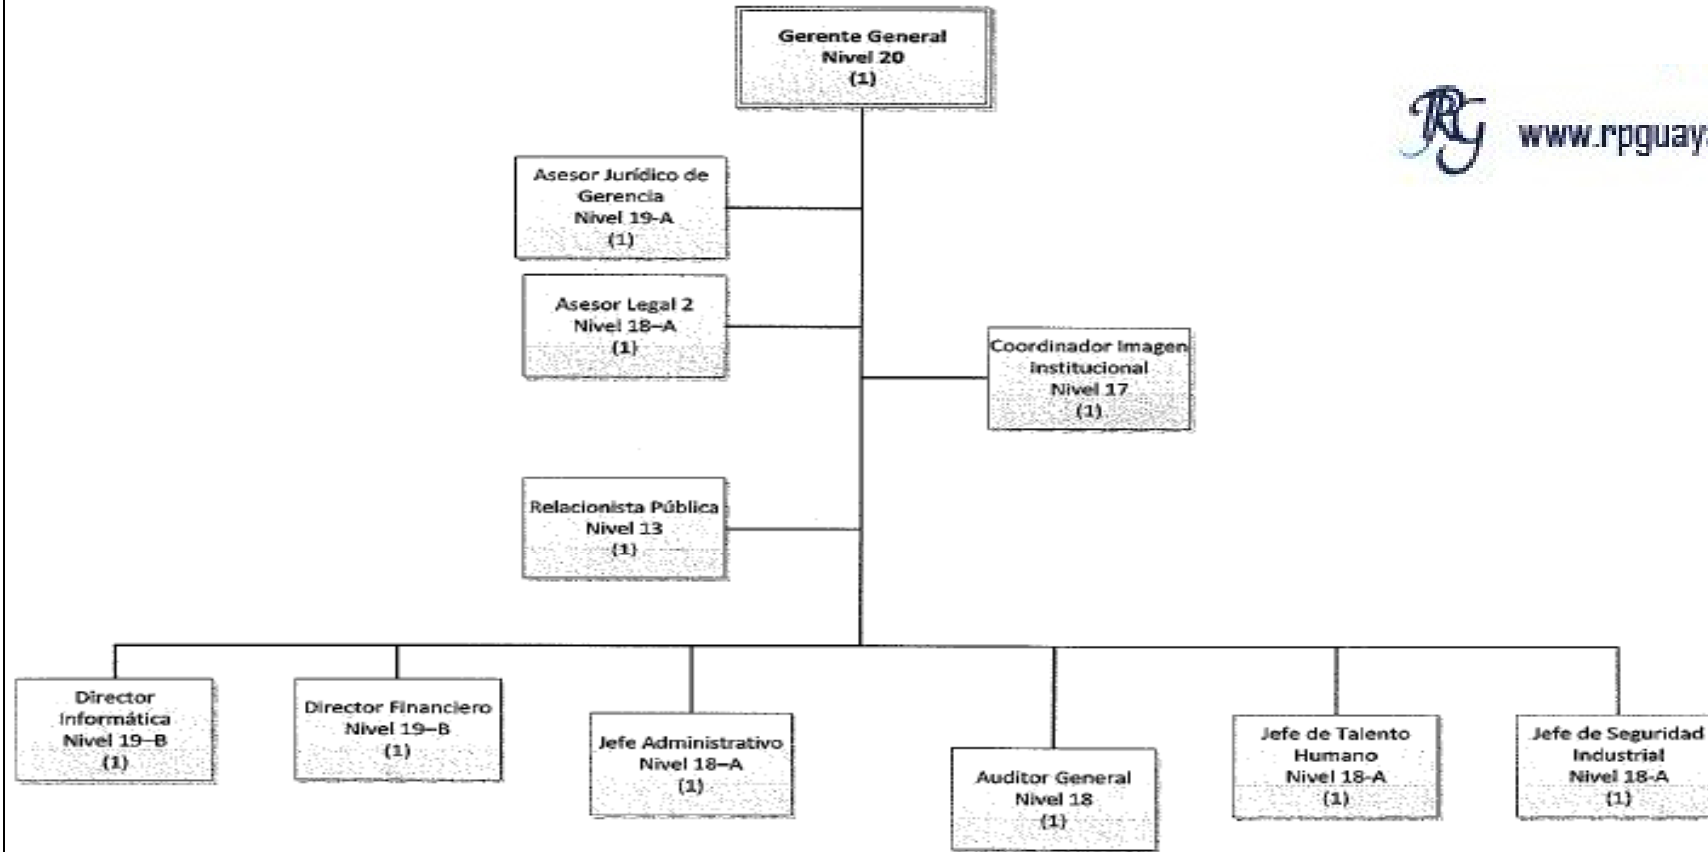 Gerente General
Nivel 20
(1)
www.rpguay
Asesor Jurídico de
Gerencia
Nivel 19-A
(1)
Asesor Legal 2
Nivel 18–A
(1)
Coordinador Imagen
Institucional
Nivel 17
(1)
Relacionista Pública
Nivel 13
(1)
Director
Informática
Nivel 19–B
(1)
Director Financiero
Nivel 19–B
(1)
Jefe Administrativo
Nivel 18–A
(1)
Auditor General
Nivel 18
(1)
Jefe de Talento
Humano
Nivel 18-A
(1)
Jefe de Seguridad
Industrial
Nivel 18-A
(1)